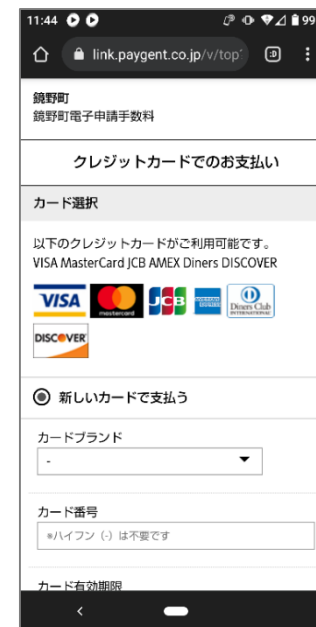 11:44
99
link.paygent.co.jp/v/top
:D
鏡野町
鏡野町電子申請手数料
クレジットカードでのお支払い
カード選択
以下のクレジットカードがご利用可能です。
VISA MasterCard JCB AMEX Diners DISCOVER
VISA mastercard JCB Diners Club
INTERNATIONAL
DISCOVER
新しいカードで支払う
カードブランド
-
カード番号
※ハイフン（-）は不要です
カード有効期限